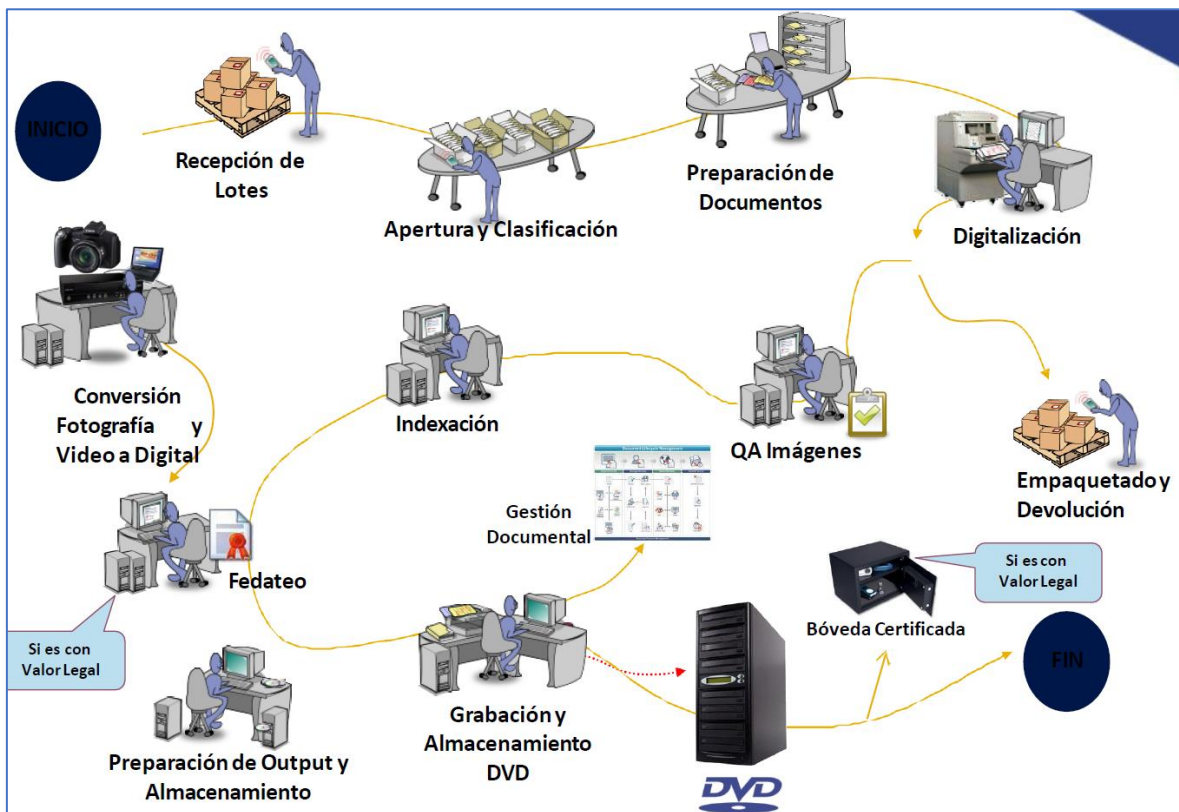 INICIO
Recepción de
Lotes
Apertura y Clasificación
Preparación de
Documentos
Digitalización
Conversión
Fotografía y
Video a Digital
Indexación
QA Imágenes
Empaquetado y
Devolución
Gestión
Documental
Fedateo
Si es con
Valor Legal
Si es con
Valor Legal
Bóveda Certificada
FIN
Preparación de Output y
Almacenamiento
Grabación y
Almacenamiento
DVD
DVD